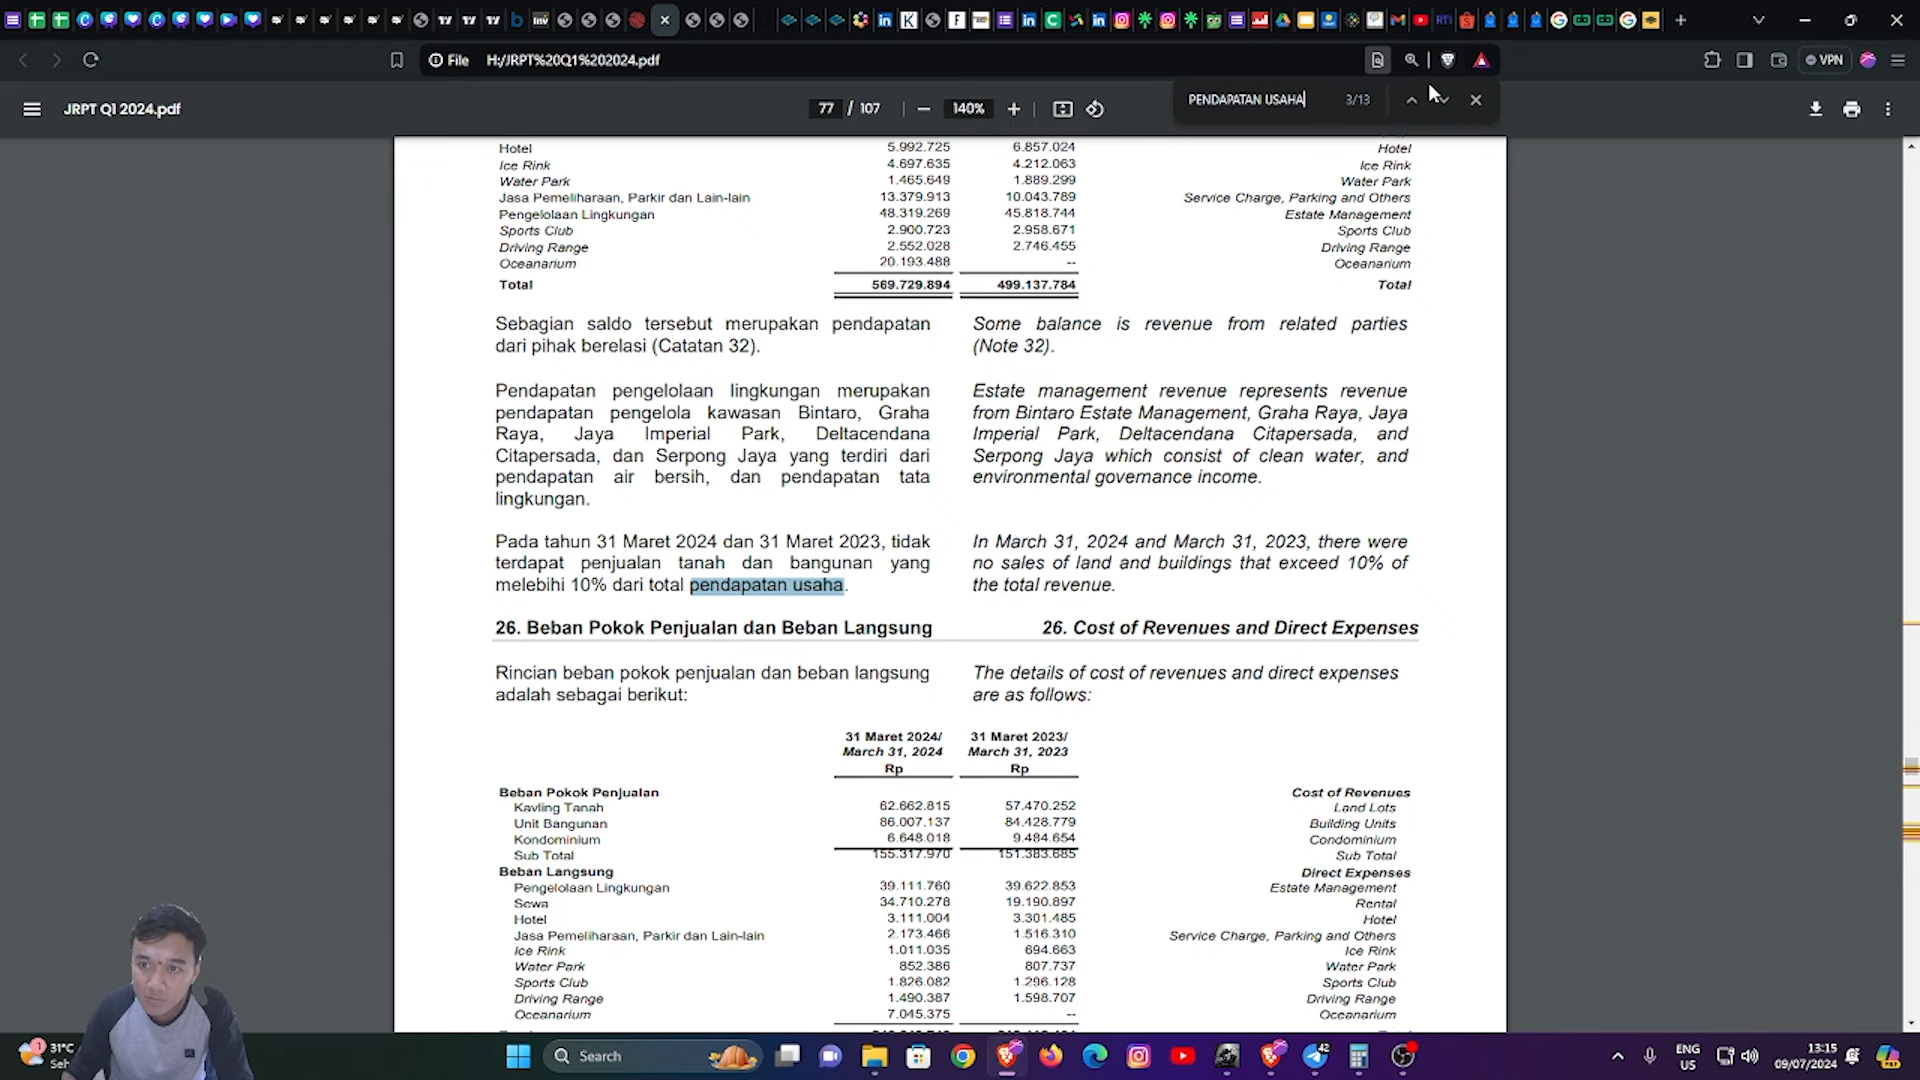 File H:/JRPT%20Q1%202024.pdf
VPN
PENDAPATAN USAHA 3/13
JRPT Q1 2024.pdf 77 / 107 140%
Hotel 5.992.725 6.857.024 Hotel
Ice Rink 4.697.635 4.212.063 Ice Rink
Water Park 1.465.649 1.889.299 Water Park
Jasa Pemeliharaan, Parkir dan Lain-lain 13.379.913 10.043.789 Service Charge, Parking and Others
Pengelolaan Lingkungan 48.319.269 45.818.744 Estate Management
Sports Club 2.900.723 2.958.671 Sports Club
Driving Range 2.552.028 2.746.455 Driving Range
Oceanarium 20.193.488 -- Oceanarium
Total 569.729.894 499.137.784 Total
Sebagian saldo tersebut merupakan pendapatan
dari pihak berelasi (Catatan 32).
Some balance is revenue from related parties
(Note 32).
Pendapatan pengelolaan lingkungan merupakan
pendapatan pengelola kawasan Bintaro, Graha
Raya, Jaya Imperial Park, Deltacendana
Citapersada, dan Serpong Jaya yang terdiri dari
pendapatan air bersih, dan pendapatan tata
lingkungan.
Estate management revenue represents revenue
from Bintaro Estate Management, Graha Raya, Jaya
Imperial Park, Deltacendana Citapersada, and
Serpong Jaya which consist of clean water, and
environmental governance income.
Pada tahun 31 Maret 2024 dan 31 Maret 2023, tidak
terdapat penjualan tanah dan bangunan yang
melebihi 10% dari total pendapatan usaha.
In March 31, 2024 and March 31, 2023, there were
no sales of land and buildings that exceed 10% of
the total revenue.
26. Beban Pokok Penjualan dan Beban Langsung
26. Cost of Revenues and Direct Expenses
Rincian beban pokok penjualan dan beban langsung
adalah sebagai berikut:
The details of cost of revenues and direct expenses
are as follows:
31 Maret 2024/ 31 Maret 2023/
March 31, 2024 March 31, 2023
Rp Rp
Beban Pokok Penjualan Cost of Revenues
Kavling Tanah 62.662.815 57.470.252 Land Lots
Unit Bangunan 86.007.137 84.428.779 Building Units
Kondominium 6.648.018 9.484.654 Condominium
Sub Total 155.317.970 151.383.685 Sub Total
Beban Langsung Direct Expenses
Pengelolaan Lingkungan 39.111.760 39.622.853 Estate Management
Sewa 34.710.278 19.190.897 Rental
Hotel 3.111.004 3.301.485 Hotel
Jasa Pemeliharaan, Parkir dan Lain-lain 2.173.466 1.516.310 Service Charge, Parking and Others
Ice Rink 1.011.035 694.663 Ice Rink
Water Park 852.386 807.737 Water Park
Sports Club 1.826.082 1.296.128 Sports Club
Driving Range 1.490.387 1.598.707 Driving Range
Oceanarium 7.045.375 -- Oceanarium
31°C
Search
ENG
US
13:15
09/07/2024